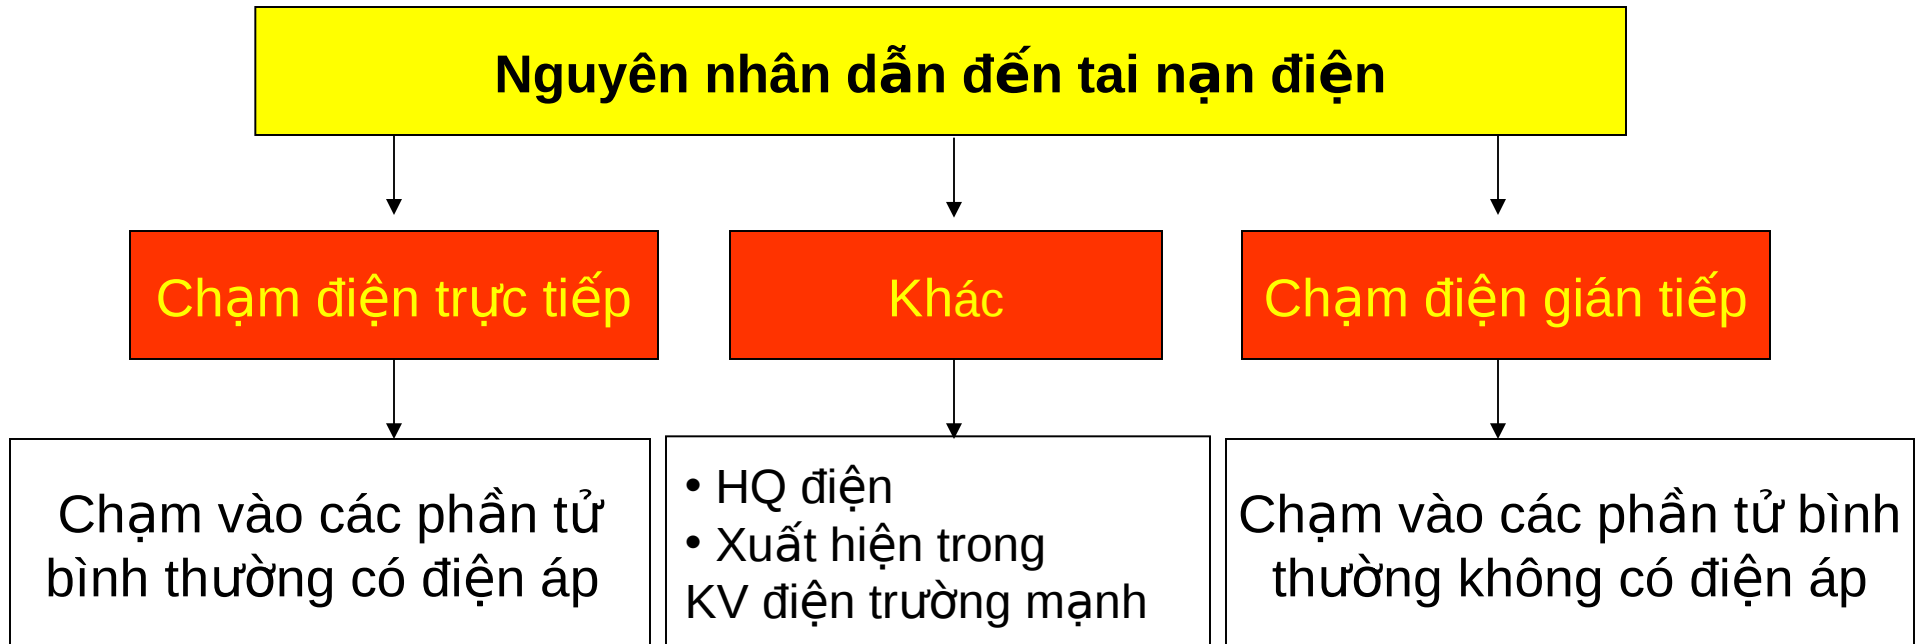 Nguyên nhân dẫn đến tai nạn điện
Chạm điện trực tiếp
Khác
Chạm điện gián tiếp
Chạm vào các phần tử
bình thường có điện áp
• HQ điện
• Xuất hiện trong
KV điện trường mạnh
Chạm vào các phần tử bình
thường không có điện áp